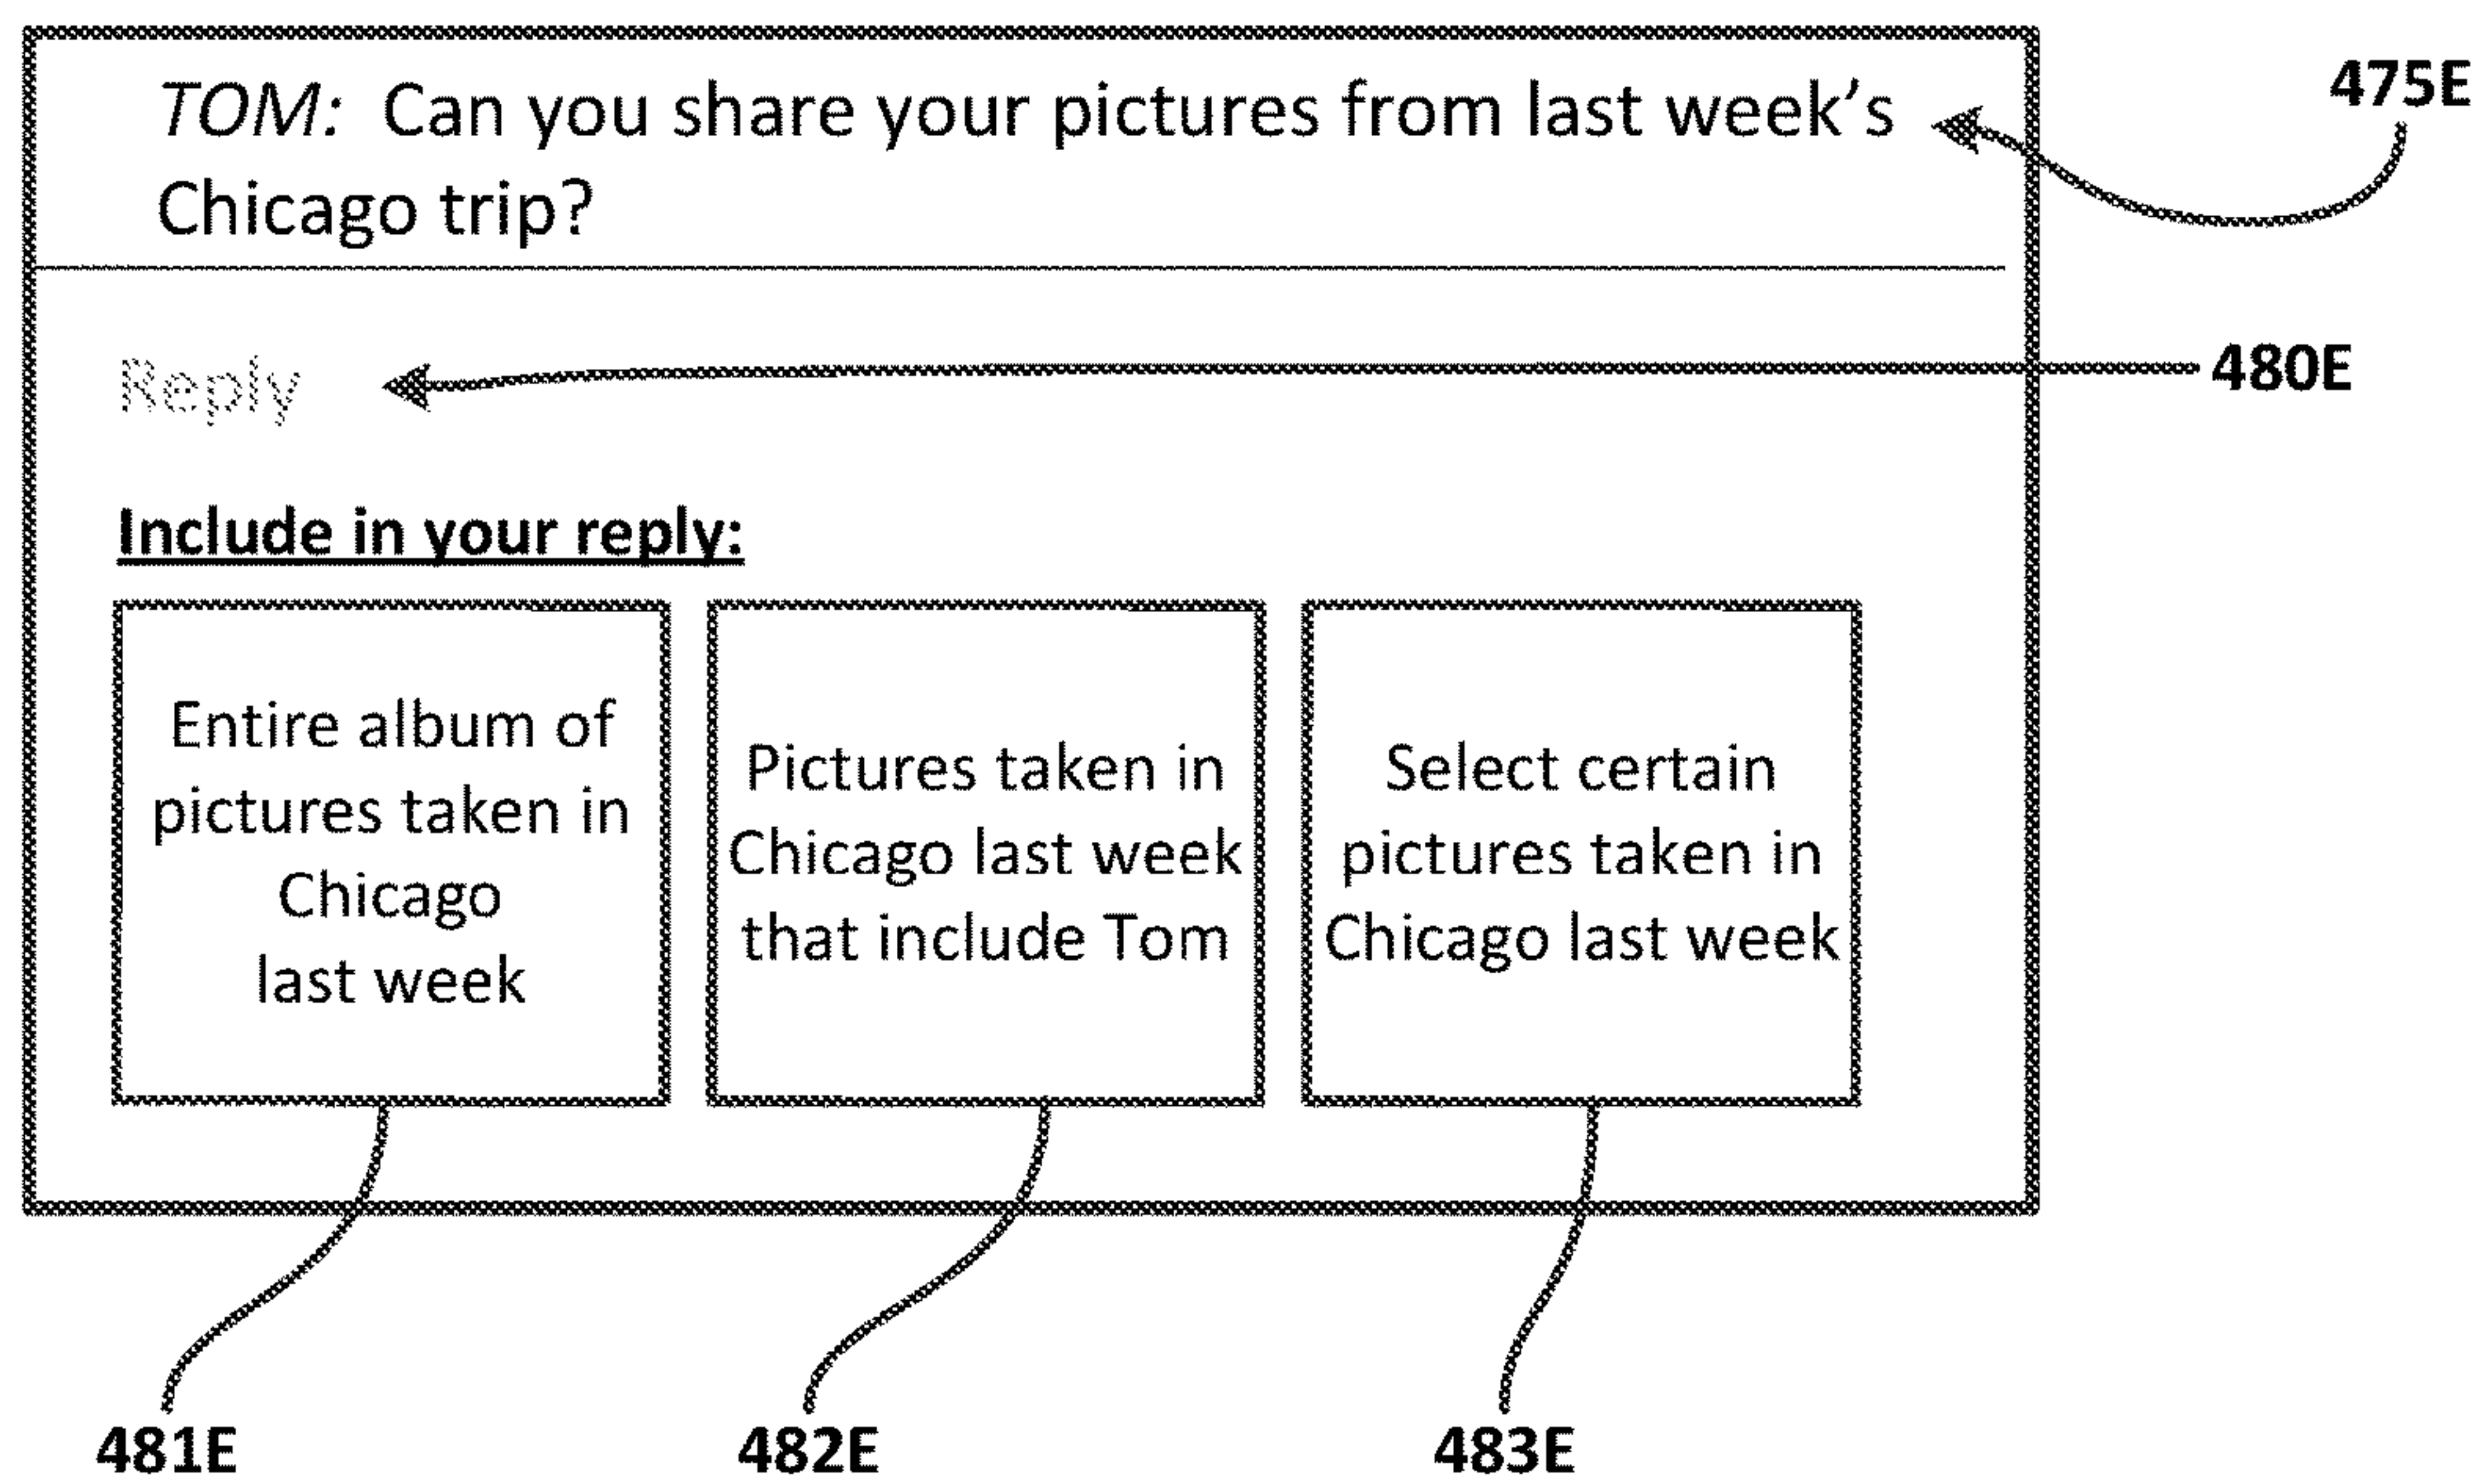 TOM: Can you share your pictures from last week's
Chicago trip?
475E
Reply
480E
Include in your reply:
Entire album of
pictures taken in
Chicago
last week
Pictures taken in
Chicago last week
that include Tom
Select certain
pictures taken in
Chicago last week
481E
482E
483E